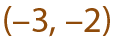 (–3, –2)